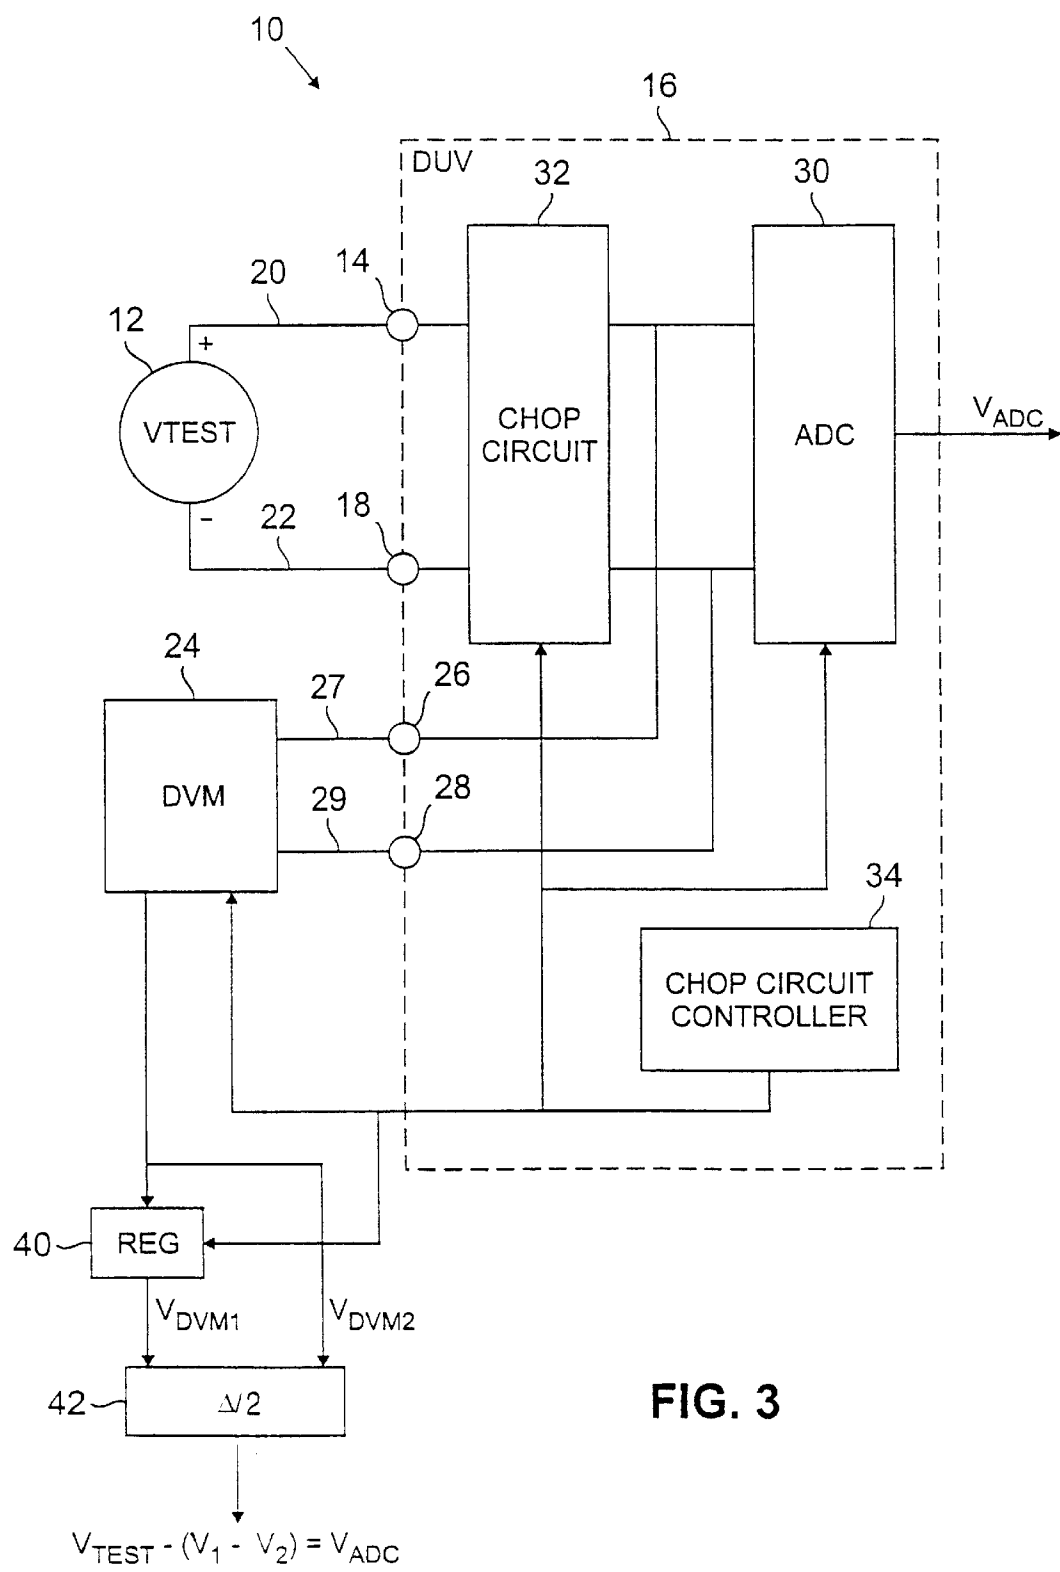 10
16
DUV
32
30
20
14
12
+
VTEST
CHOP
CIRCUIT
ADC
V_ADC
−
22
18
24
27
26
DVM
29
28
34
CHOP CIRCUIT
CONTROLLER
40
REG
V_DVM1
V_DVM2
42
Δ/2
FIG. 3
V_TEST - (V_1 - V_2) = V_ADC